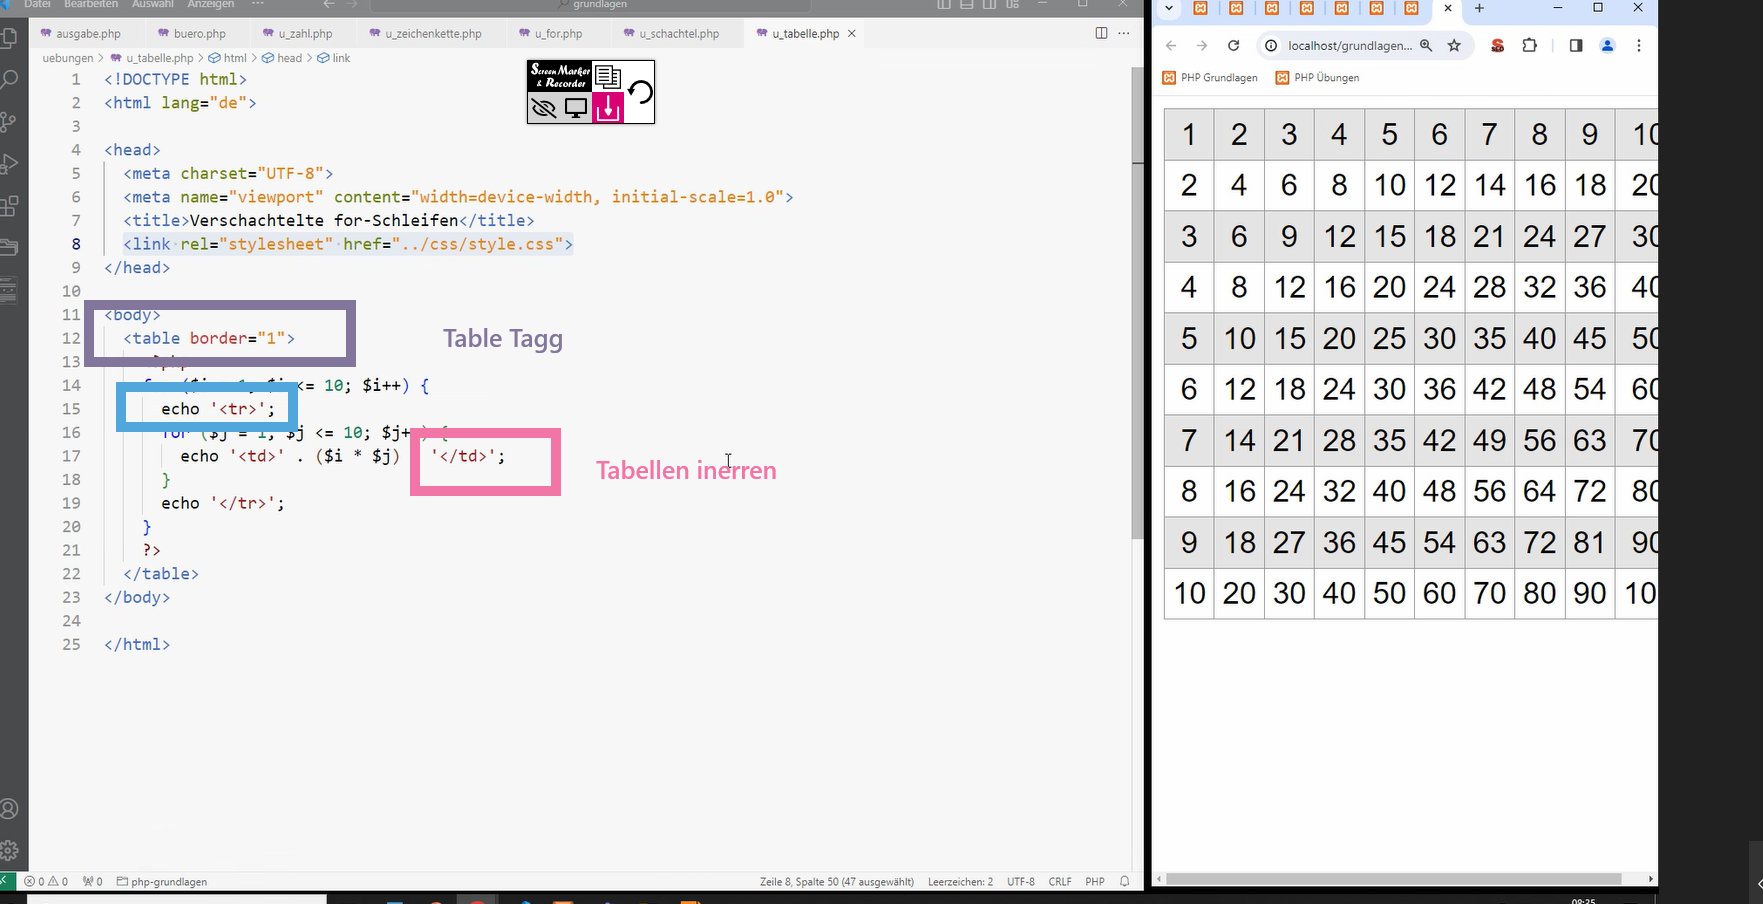 Datei Bearbeiten Auswahl Anzeigen ··· grundlagen
ausgabe.php buero.php u_zahl.php u_zeichenkette.php u_for.php u_schachtel.php u_tabelle.php
uebungen > u_tabelle.php > html > head > link
Screen Marker
& Recorder
1 <!DOCTYPE html>
2 <html lang="de">
3
4 <head>
5 <meta charset="UTF-8">
6 <meta name="viewport" content="width=device-width, initial-scale=1.0">
7 <title>Verschachtelte for-Schleifen</title>
8 <link rel="stylesheet" href="../css/style.css">
9 </head>
10
11 <body>
12 <table border="1">
Table Tagg
13
14 <= 10; $i++) {
15 echo '<tr>';
16 for ($j = 1; $j <= 10; $j+
17 echo '<td>' . ($i * $j) '</td>';
Tabellen inerren
18 }
19 echo '</tr>';
20 }
21 ?>
22 </table>
23 </body>
24
25 </html>
0 0 0 php-grundlagen
Zeile 8, Spalte 50 (47 ausgewählt) Leerzeichen: 2 UTF-8 CRLF PHP
localhost/grundlagen...
PHP Grundlagen PHP Übungen
1 2 3 4 5 6 7 8 9 10
2 4 6 8 10 12 14 16 18 20
3 6 9 12 15 18 21 24 27 30
4 8 12 16 20 24 28 32 36 40
5 10 15 20 25 30 35 40 45 50
6 12 18 24 30 36 42 48 54 60
7 14 21 28 35 42 49 56 63 70
8 16 24 32 40 48 56 64 72 80
9 18 27 36 45 54 63 72 81 90
10 20 30 40 50 60 70 80 90 10